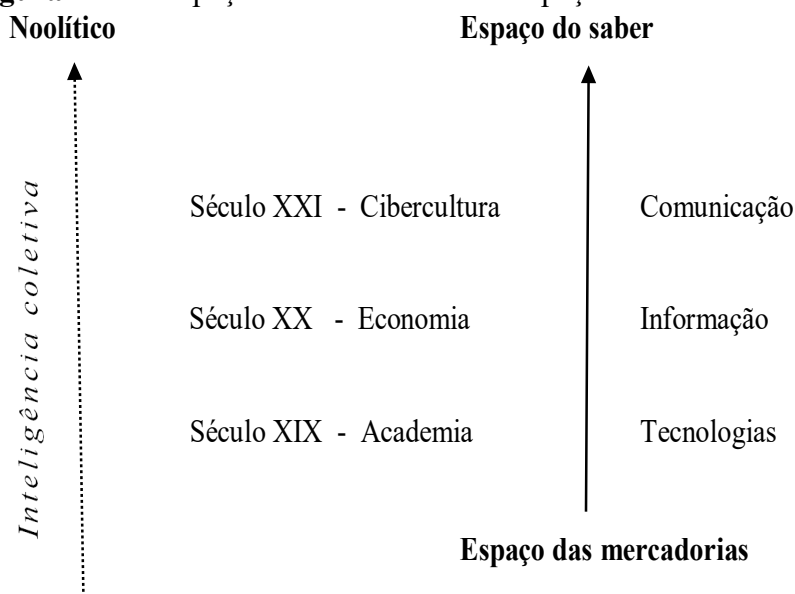 Noolítico Espaço do saber
Século XXI - Cibercultura Comunicação
Século XX - Economia Informação
Século XIX - Academia Tecnologias
Inteligência coletiva
Espaço das mercadorias